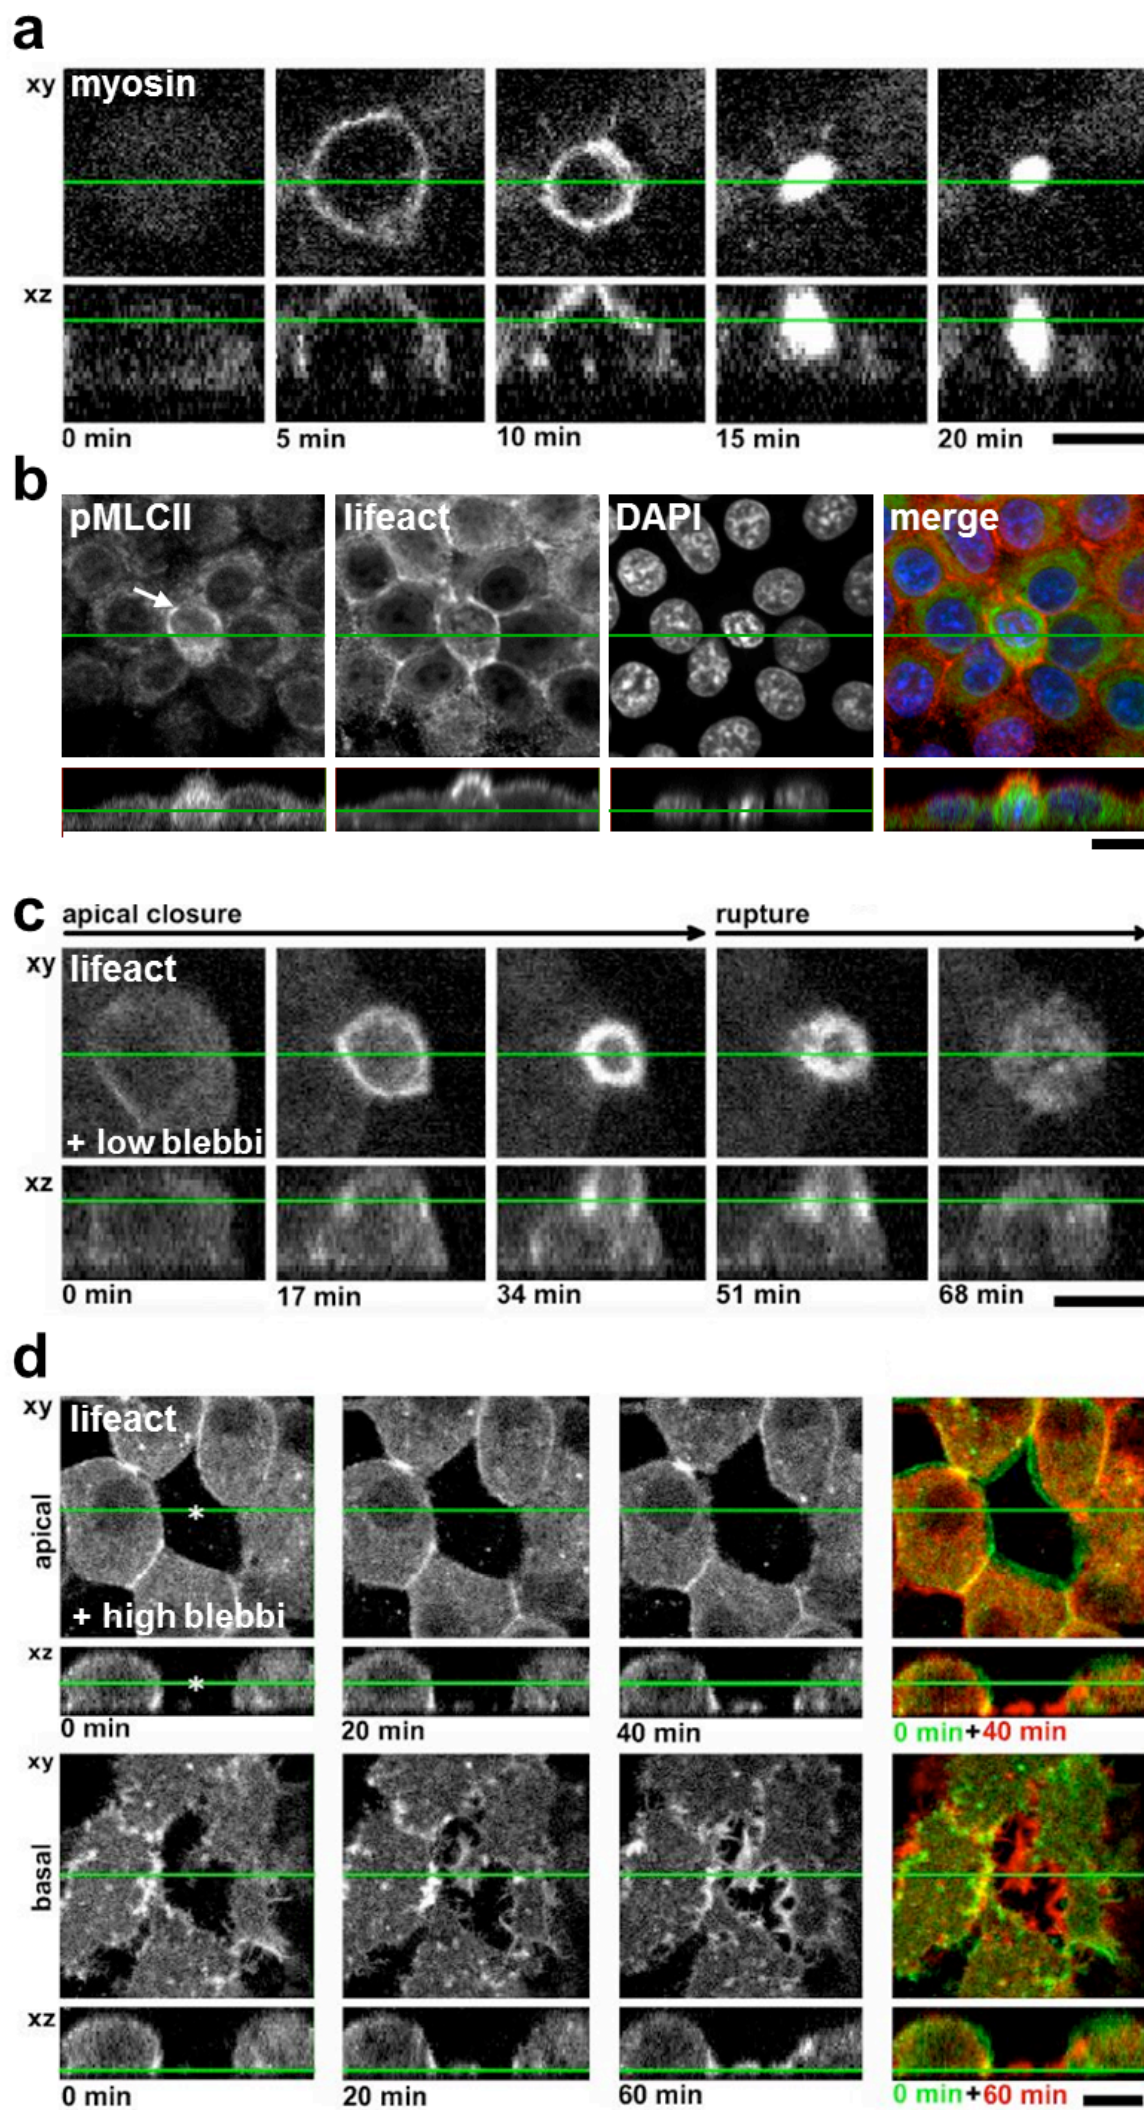 a
xy myosin
xz
0 min 5 min 10 min 15 min 20 min
b
pMLCII lifeact DAPI merge
c
apical closure rupture
xy lifeact
+ low blebbi
xz
0 min 17 min 34 min 51 min 68 min
d
xy lifeact
*
apical
+ high blebbi
xz
*
0 min 20 min 40 min 0 min+40 min
xy
basal
xz
0 min 20 min 60 min 0 min+60 min